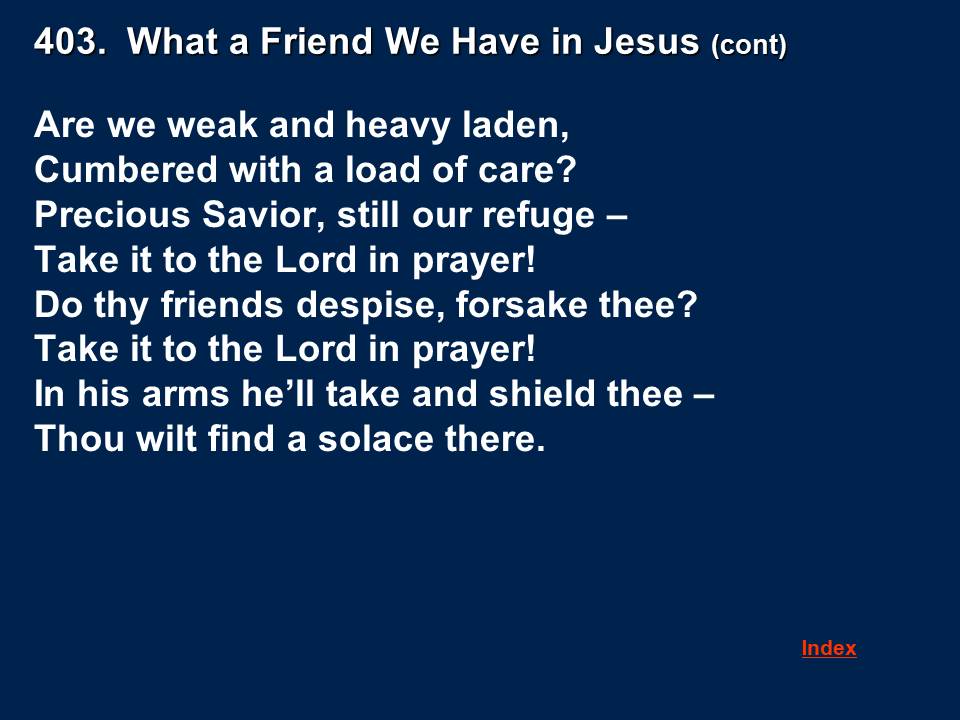 403.  What a Friend We Have in Jesus (cont)
Are we weak and heavy laden,
Cumbered with a load of care?
Precious Savior, still our refuge –
Take it to the Lord in prayer!
Do thy friends despise, forsake thee?
Take it to the Lord in prayer!
In his arms he’ll take and shield thee –
Thou wilt find a solace there.
Index